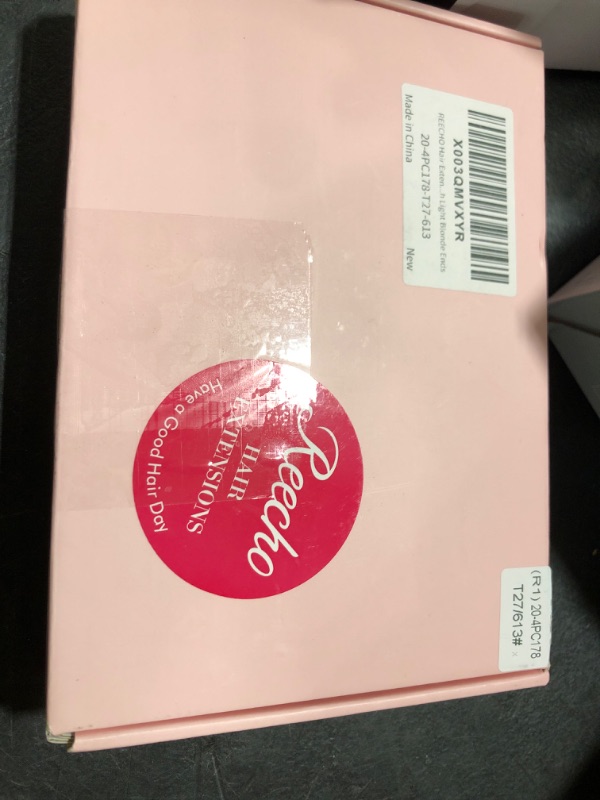 X003QMVXYR
REECHO Hair Exten...h Light Blonde Ends
20-4PC178-T27-613
Made in China
New
Reecho
HAIR
EXTENSIONS
Have a Good Hair Day
(R1) 20-4PC178
T27/613#
x